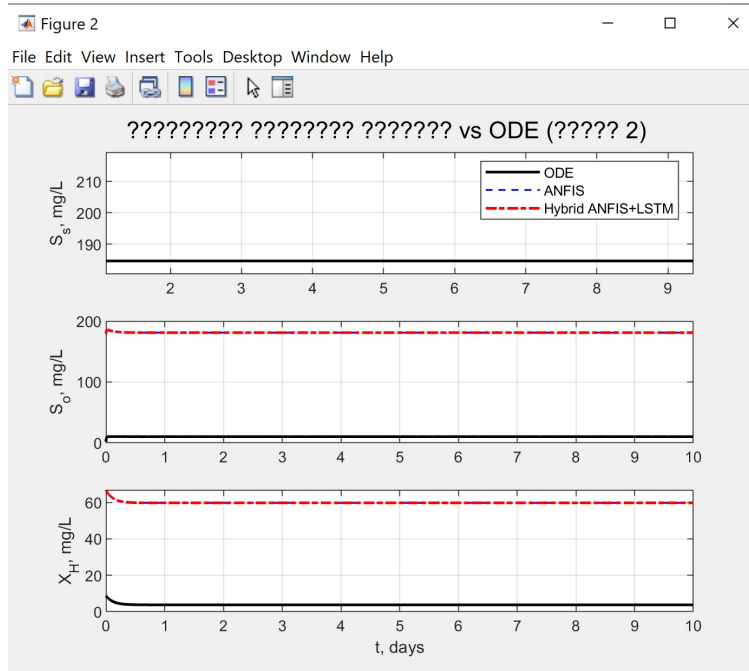 Figure 2
File Edit View Insert Tools Desktop Window Help
????????? ???????? ??????? vs ODE (????? 2)
S_s, mg/L
210
200
190
ODE
ANFIS
Hybrid ANFIS+LSTM
2 3 4 5 6 7 8 9
S_o, mg/L
200
100
0
0 1 2 3 4 5 6 7 8 9 10
X_H, mg/L
60
40
20
0
0 1 2 3 4 5 6 7 8 9 10
t, days